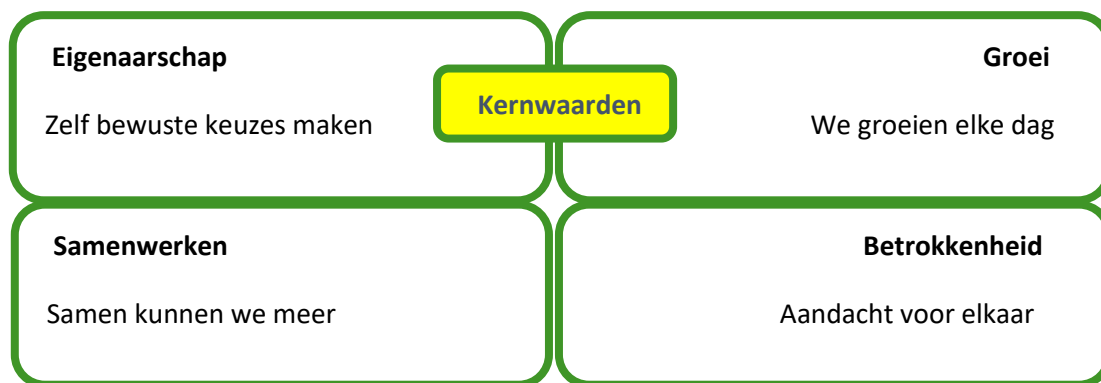 Eigenaarschap
Zelf bewuste keuzes maken
Kernwaarden
Groei
We groeien elke dag
Samenwerken
Samen kunnen we meer
Betrokkenheid
Aandacht voor elkaar